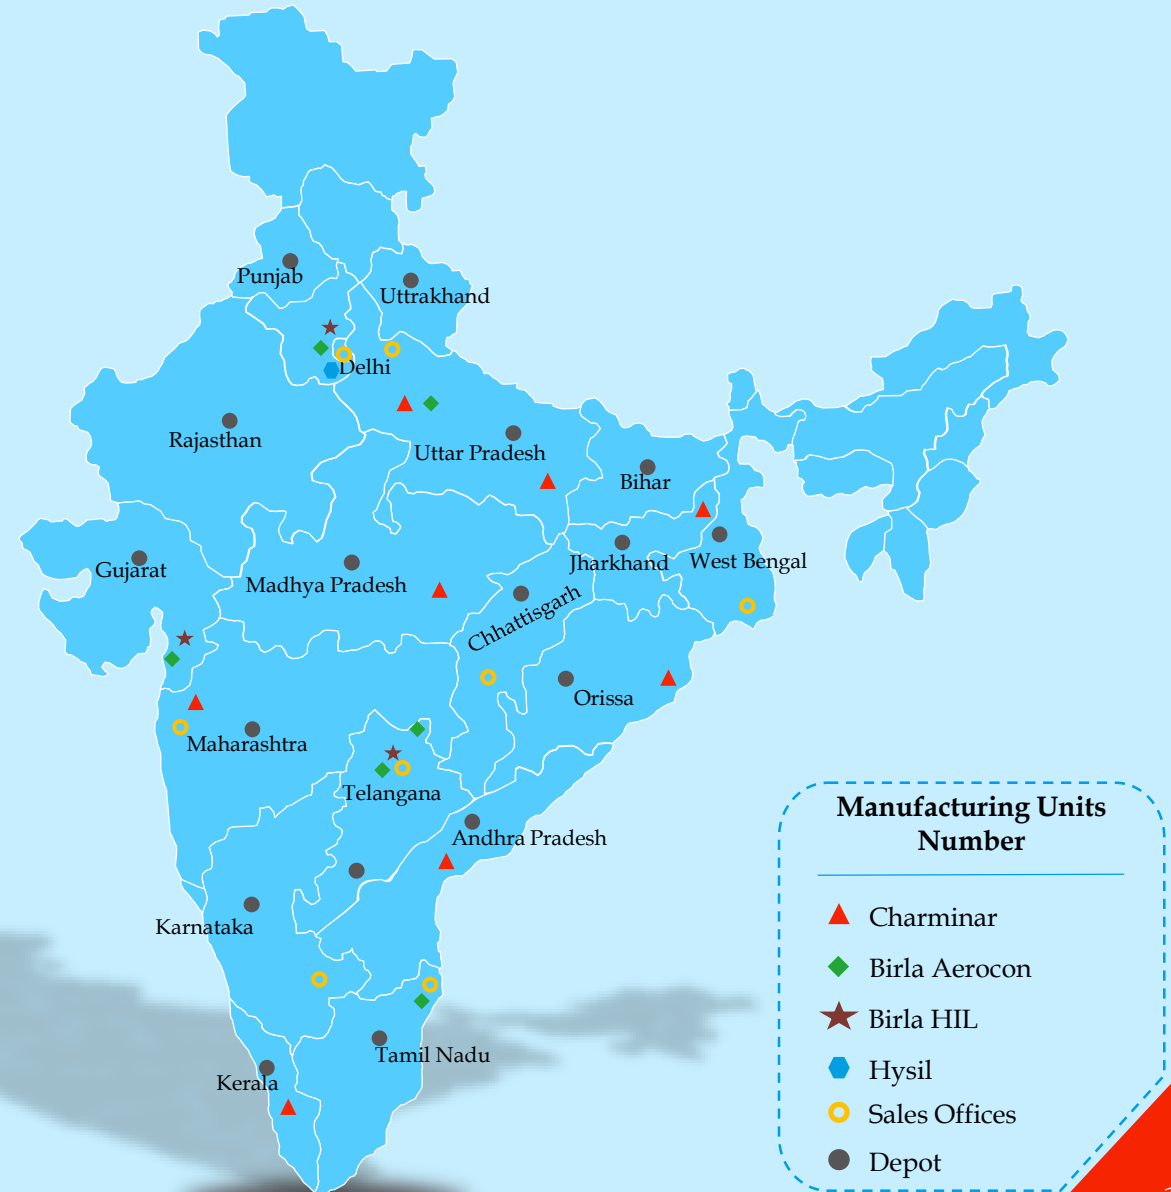 Punjab
Uttrakhand
Delhi
Rajasthan
Uttar Pradesh
Bihar
Gujarat
Madhya Pradesh
Jharkhand
West Bengal
Chhattisgarh
Orissa
Maharashtra
Telangana
Andhra Pradesh
Karnataka
Tamil Nadu
Kerala
Manufacturing Units
Number
Charminar
Birla Aerocon
Birla HIL
Hysil
Sales Offices
Depot